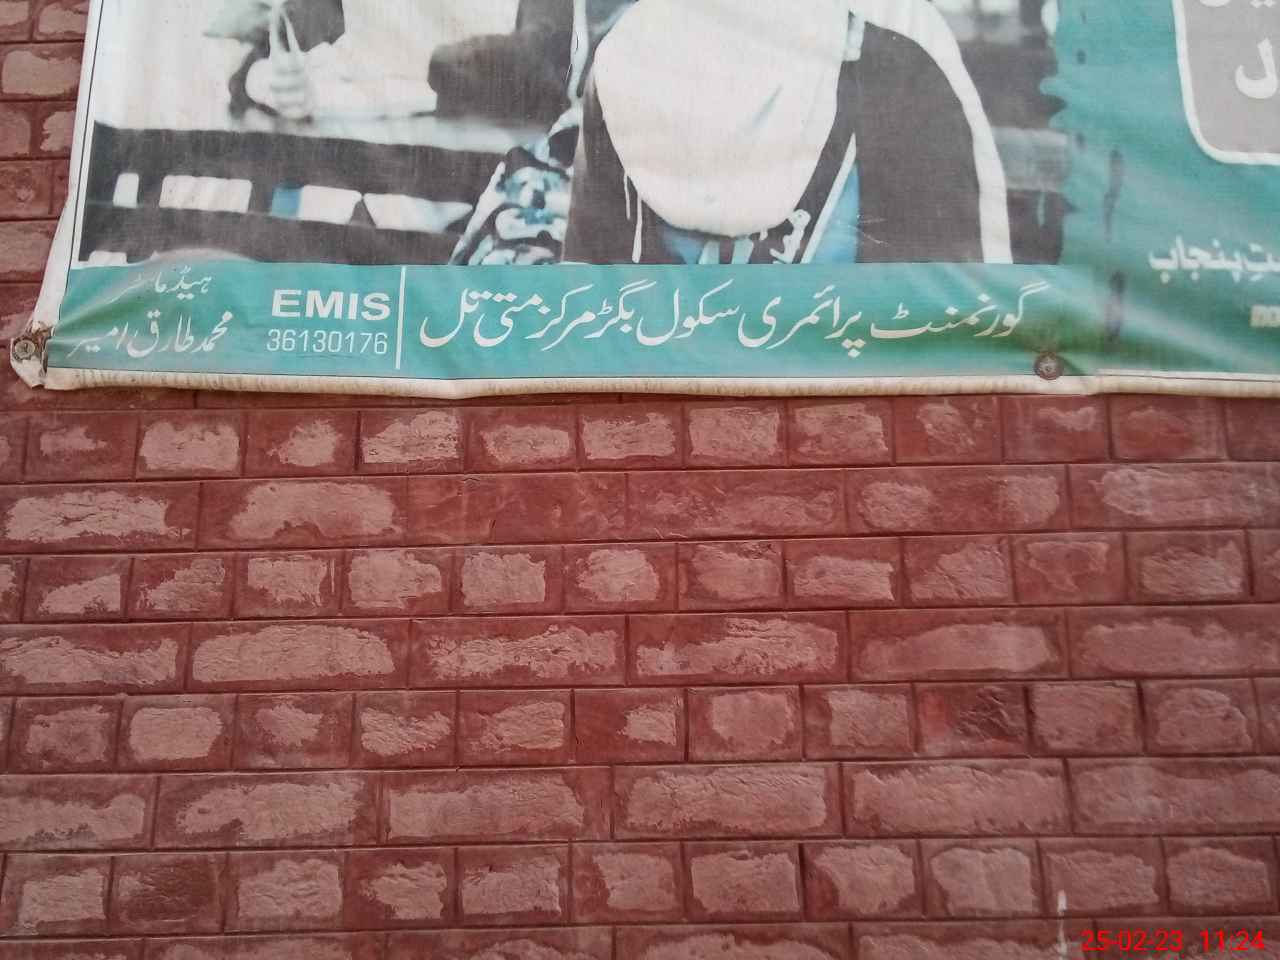 ل
پنجاب
گورنمنٹ پرائمری سکول بگڑ مرکز متی تل
EMIS
36130176
ہیڈ ماسٹر
محمد طارق امیر
25-02-23 11:24